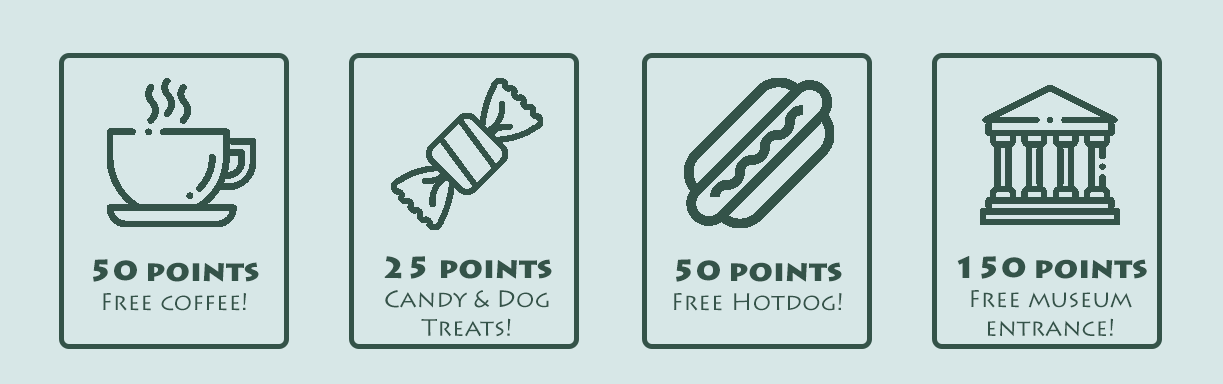 50 POINTS
FREE COFFEE!
25 POINTS
CANDY & DOG
TREATS!
50 POINTS
FREE HOTDOG!
150 POINTS
FREE MUSEUM
ENTRANCE!